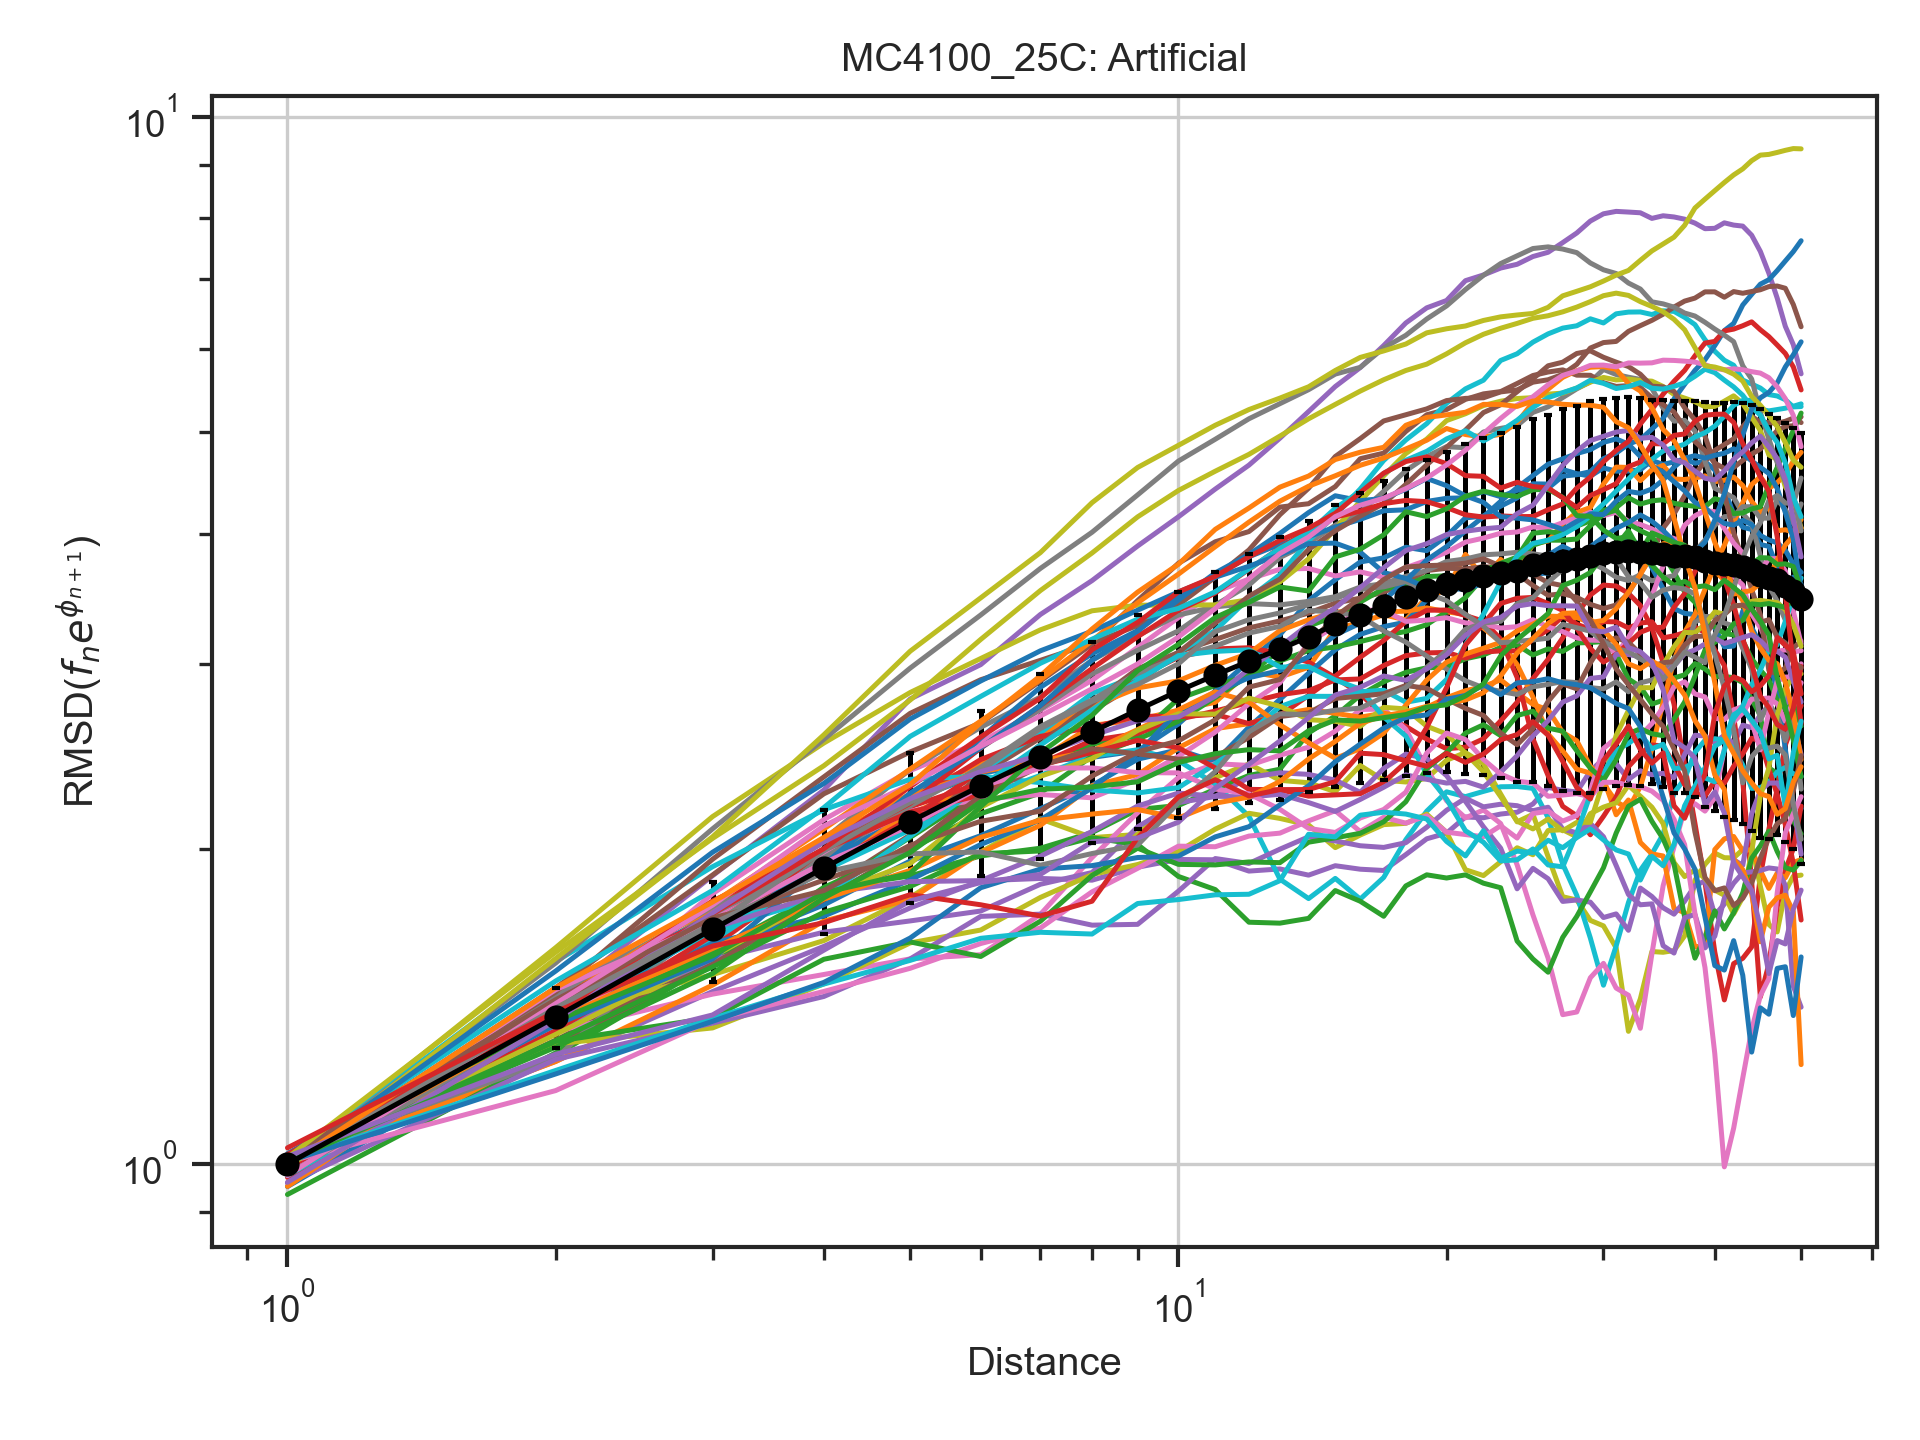 MC4100_25C: Artificial
10^1
RMSD(f_n e^{ϕ_{n+1}})
10^0
10^0 10^1
Distance